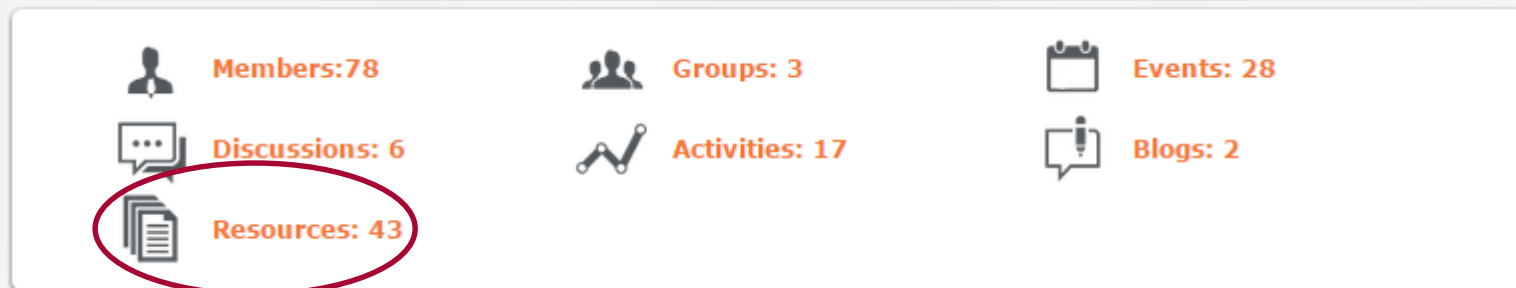 Members:78 Groups: 3 Events: 28
Discussions: 6 Activities: 17 Blogs: 2
Resources: 43